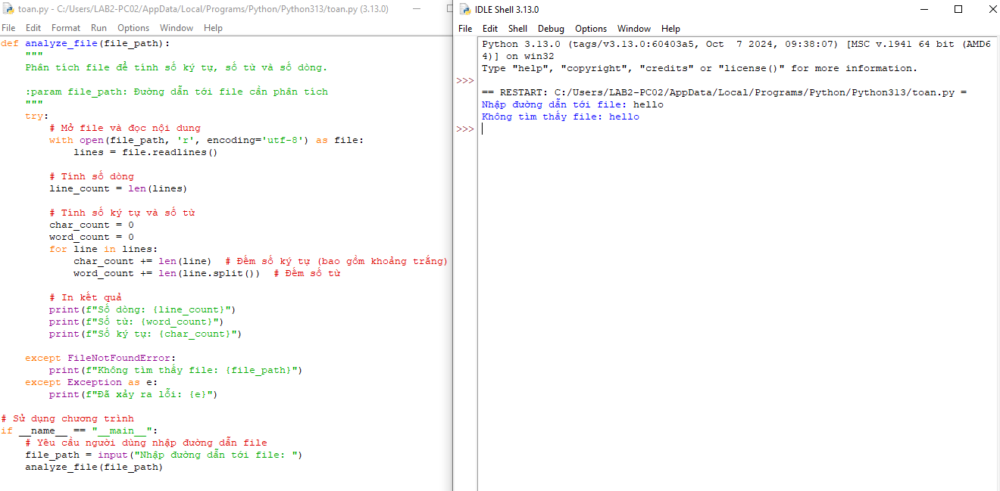 toan.py - C:/Users/LAB2-PC02/AppData/Local/Programs/Python/Python313/toan.py (3.13.0)
File Edit Format Run Options Window Help
def analyze_file(file_path):
    """
    Phân tích file để tính số ký tự, số từ và số dòng.

    :param file_path: Đường dẫn tới file cần phân tích
    """
    try:
        # Mở file và đọc nội dung
        with open(file_path, 'r', encoding='utf-8') as file:
            lines = file.readlines()

        # Tính số dòng
        line_count = len(lines)

        # Tính số ký tự và số từ
        char_count = 0
        word_count = 0
        for line in lines:
            char_count += len(line)  # Đếm số ký tự (bao gồm khoảng trắng)
            word_count += len(line.split())  # Đếm số từ

        # In kết quả
        print(f"Số dòng: {line_count}")
        print(f"Số từ: {word_count}")
        print(f"Số ký tự: {char_count}")

    except FileNotFoundError:
        print(f"Không tìm thấy file: {file_path}")
    except Exception as e:
        print(f"Đã xảy ra lỗi: {e}")

# Sử dụng chương trình
if __name__ == "__main__":
    # Yêu cầu người dùng nhập đường dẫn file
    file_path = input("Nhập đường dẫn tới file: ")
    analyze_file(file_path)
IDLE Shell 3.13.0
File Edit Shell Debug Options Window Help
Python 3.13.0 (tags/v3.13.0:60403a5, Oct  7 2024, 09:38:07) [MSC v.1941 64 bit (AMD6
4)] on win32
Type "help", "copyright", "credits" or "license()" for more information.
>>>
== RESTART: C:/Users/LAB2-PC02/AppData/Local/Programs/Python/Python313/toan.py =
Nhập đường dẫn tới file: hello
Không tìm thấy file: hello
>>>